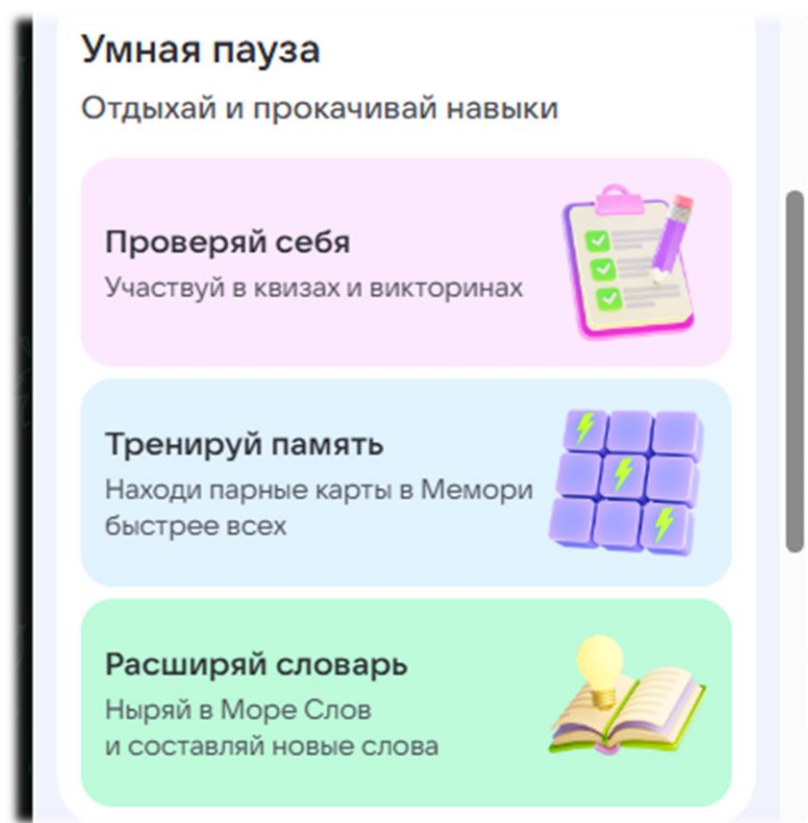 Умная пауза
Отдыхай и прокачивай навыки
Проверяй себя
Участвуй в квизах и викторинах
Тренируй память
Находи парные карты в Мемори
быстрее всех
Расширяй словарь
Ныряй в Море Слов
и составляй новые слова